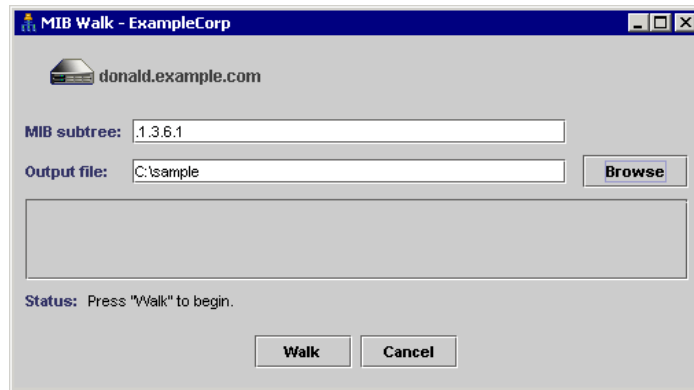 MIB Walk - ExampleCorp
donald.example.com
MIB subtree: .1.3.6.1
Output file: C:\sample Browse
Status: Press "Walk" to begin.
Walk Cancel